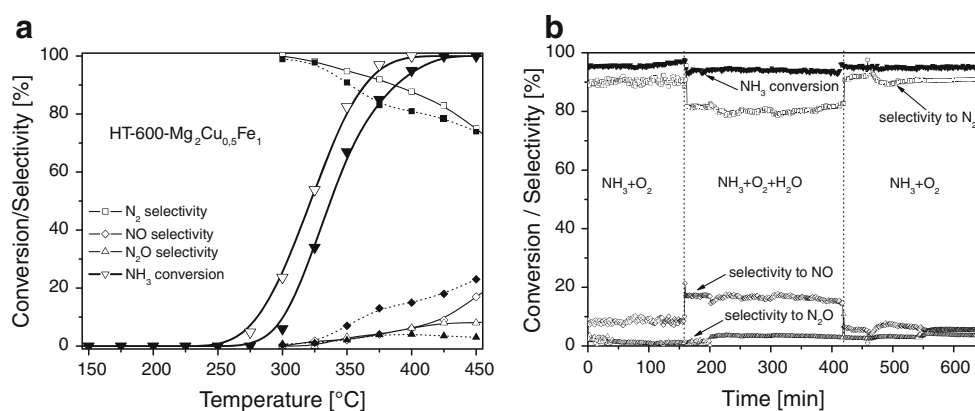 a
Conversion/Selectivity [%]
100
80
60
40
20
0
HT-600-Mg₂Cu₀,₅Fe₁
N₂ selectivity
NO selectivity
N₂O selectivity
NH₃ conversion
150 200 250 300 350 400 450
Temperature [°C]
b
Conversion / Selectivity [%]
100
80
60
40
20
0
NH₃ conversion
selectivity to N₂
NH₃+O₂
NH₃+O₂+H₂O
NH₃+O₂
selectivity to NO
selectivity to N₂O
0 100 200 300 400 500 600
Time [min]